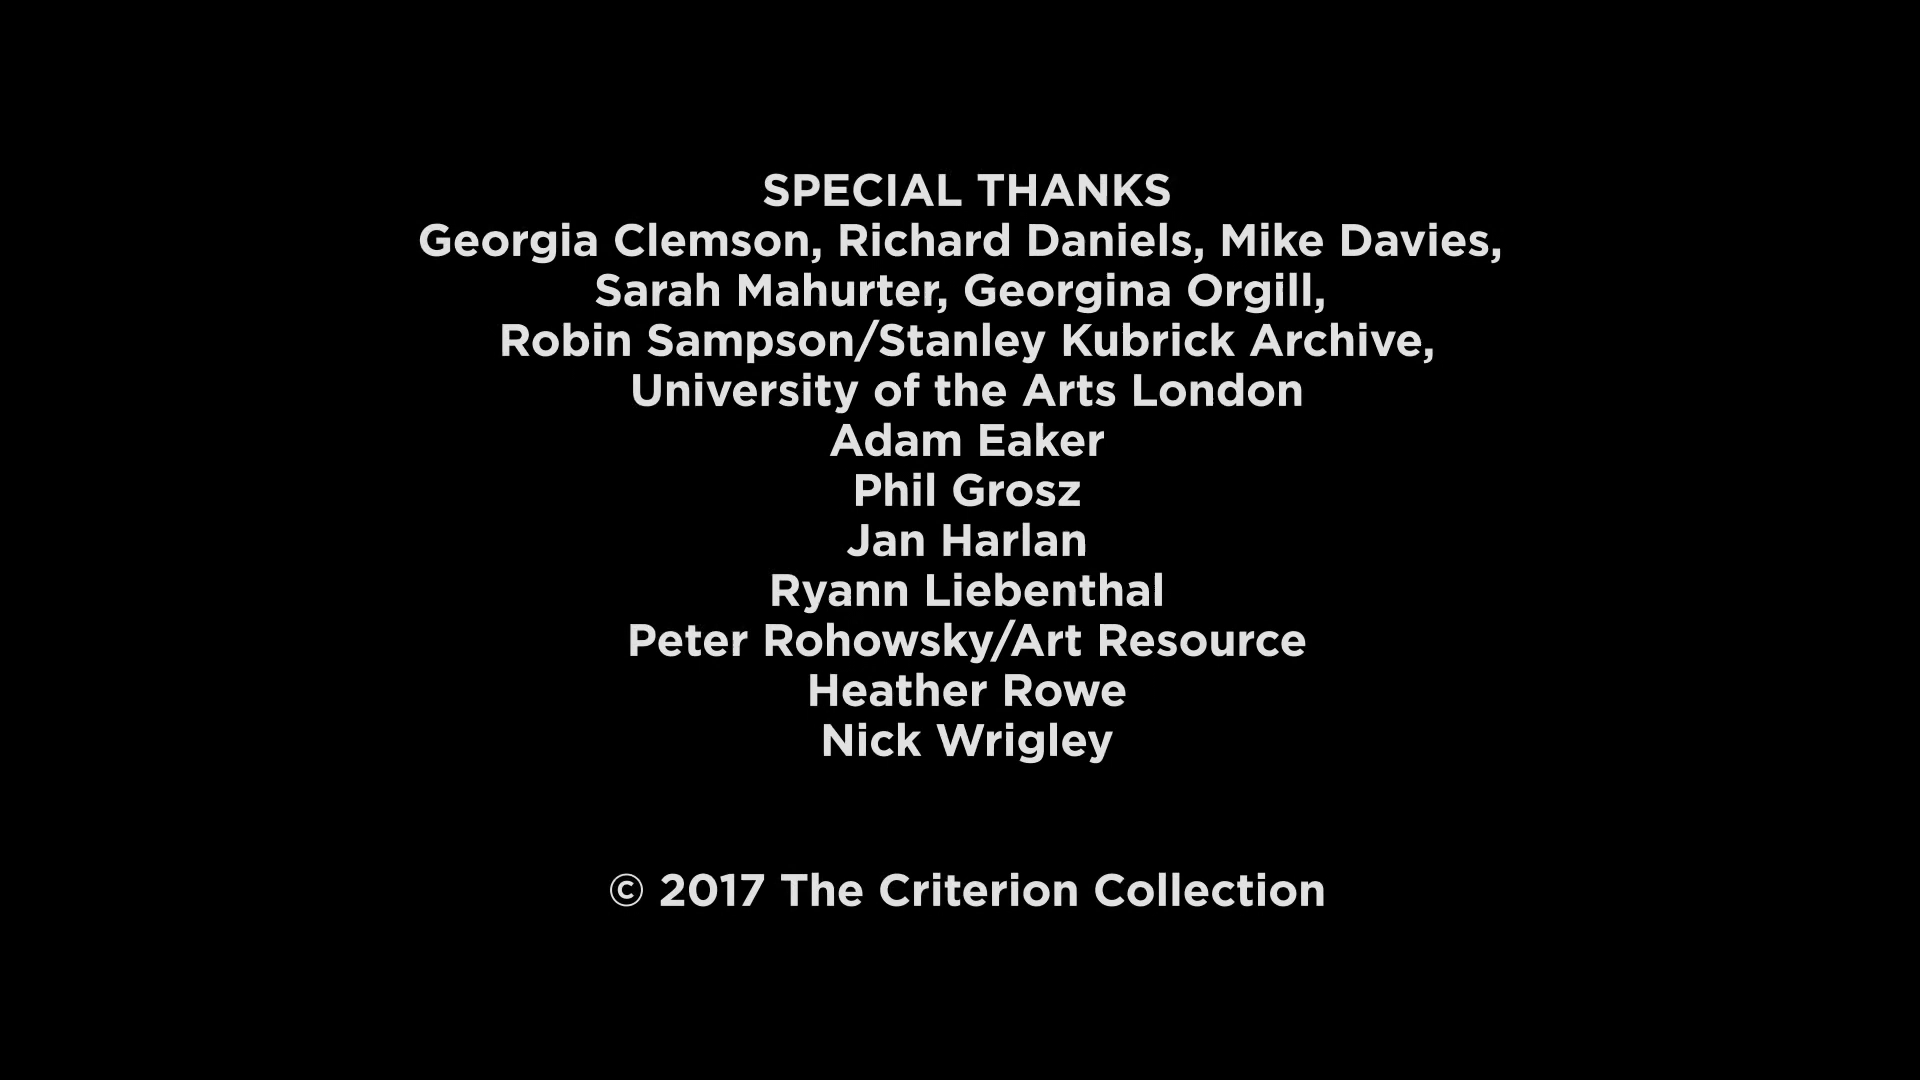 SPECIAL THANKS
Georgia Clemson, Richard Daniels, Mike Davies,
Sarah Mahurter, Georgina Orgill,
Robin Sampson/Stanley Kubrick Archive,
University of the Arts London
Adam Eaker
Phil Grosz
Jan Harlan
Ryann Liebenthal
Peter Rohowsky/Art Resource
Heather Rowe
Nick Wrigley
© 2017 The Criterion Collection